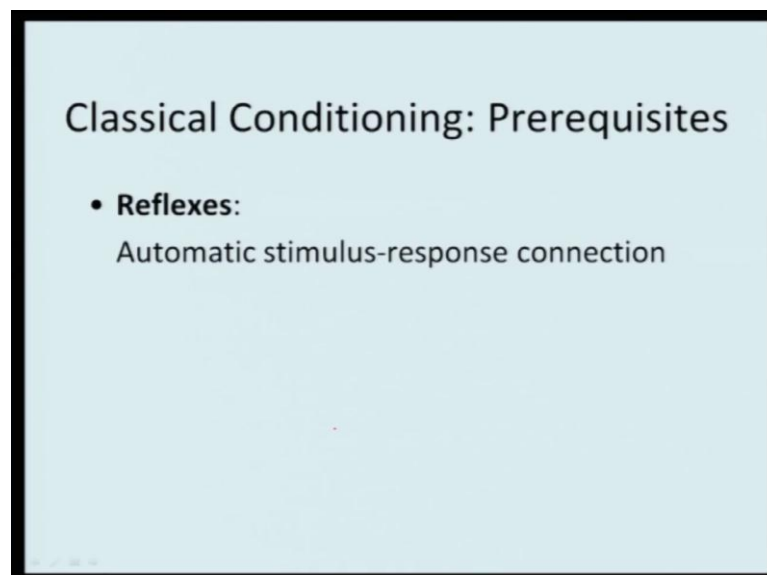 Classical Conditioning: Prerequisites
• Reflexes:
Automatic stimulus-response connection